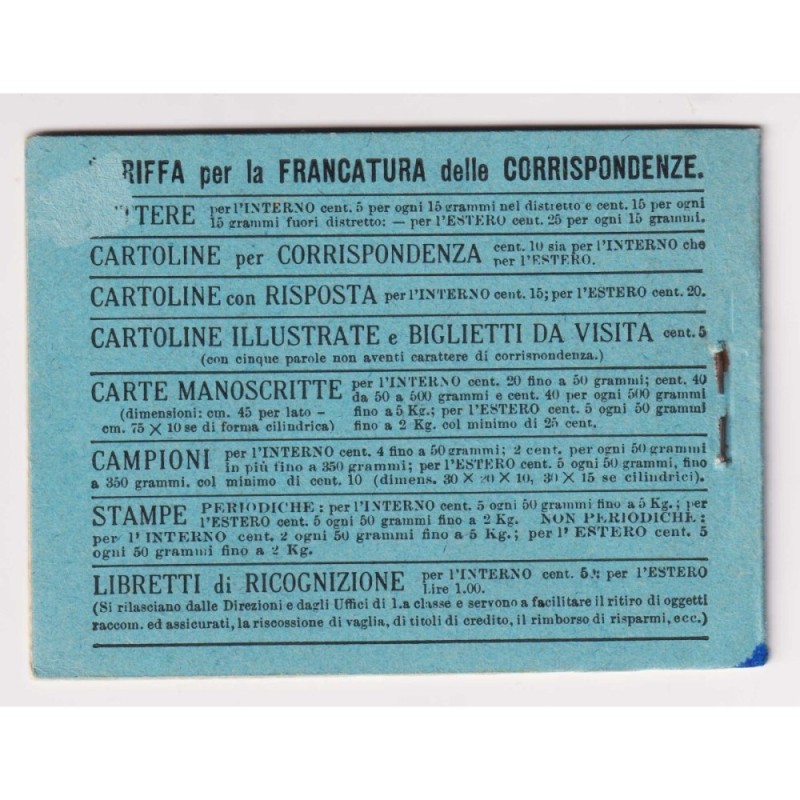 RIFFA per la FRANCATURA delle CORRISPONDENZE.
TERE per l'INTERNO cent. 5 per ogni 15 grammi nel distretto e cent. 15 per ogni
15 grammi fuori distretto: — per l'ESTERO cent. 25 per ogni 15 grammi.
CARTOLINE per CORRISPONDENZA cent. 10 sia per l'INTERNO che
per l'ESTERO.
CARTOLINE con RISPOSTA per l'INTERNO cent. 15; per l'ESTERO cent. 20.
CARTOLINE ILLUSTRATE e BIGLIETTI DA VISITA cent. 5
(con cinque parole non aventi carattere di corrispondenza.)
CARTE MANOSCRITTE per l'INTERNO cent. 20 fino a 50 grammi; cent. 40
da 50 a 500 grammi e cent. 40 per ogni 500 grammi
(dimensioni: cm. 45 per lato - fino a 5 Kg.; per l'ESTERO cent. 5 ogni 50 grammi
cm. 75 × 10 se di forma cilindrica) fino a 2 Kg. col minimo di 25 cent.
CAMPIONI per l'INTERNO cent. 4 fino a 50 grammi; 2 cent. per ogni 50 grammi
in più fino a 350 grammi; per l'ESTERO cent. 5 ogni 50 grammi, fino
a 350 grammi. col minimo di cent. 10 (dimens. 30 × 20 × 10, 30 × 15 se cilindrici).
STAMPE PERIODICHE: per l'INTERNO cent. 5 ogni 50 grammi fino a 5 Kg.; per
l'ESTERO cent. 5 ogni 50 grammi fino a 2 Kg. NON PERIODICHE:
per l'INTERNO cent. 2 ogni 50 grammi fino a 5 Kg.; per l'ESTERO cent. 5
ogni 50 grammi fino a 2 Kg.
LIBRETTI di RICOGNIZIONE per l'INTERNO cent. 5.; per l'ESTERO
Lire 1.00.
(Si rilasciano dalle Direzioni e dagli Uffici di 1.a classe e servono a facilitare il ritiro di oggetti
raccom. ed assicurati, la riscossione di vaglia, di titoli di credito, il rimborso di risparmi, ecc.)